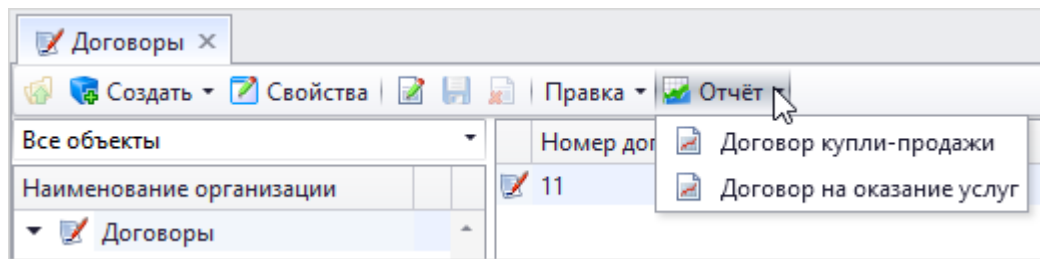 Договоры
Создать Свойства Правка Отчёт
Все объекты
Номер дог
Договор купли-продажи
Наименование организации
11
Договор на оказание услуг
Договоры